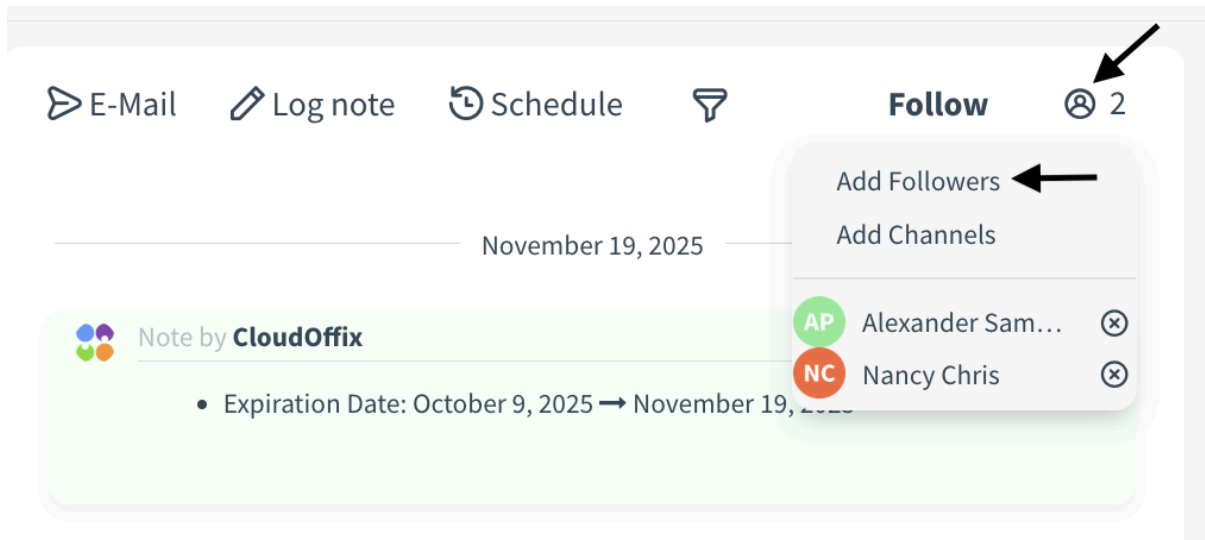 E-Mail Log note Schedule Follow 2
Add Followers
Add Channels
November 19, 2025
AP Alexander Sam...
NC Nancy Chris
Note by CloudOffix
• Expiration Date: October 9, 2025 → November 19, 2025